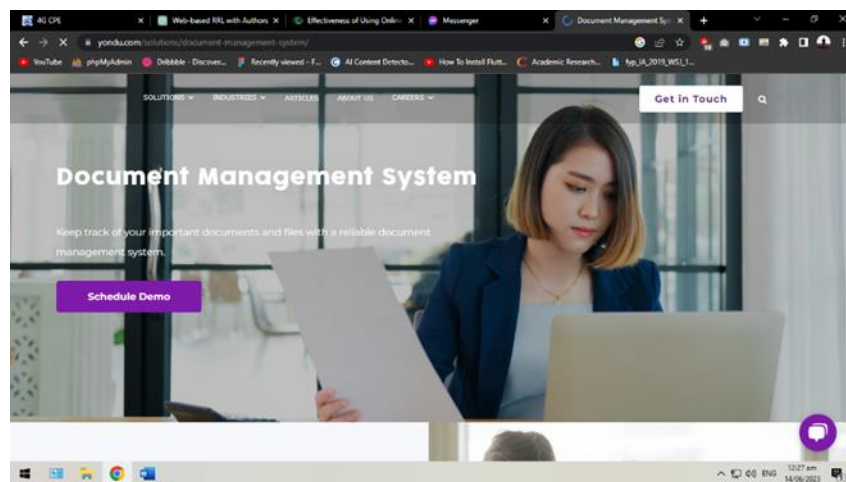 4G CPE
Web-based RRL with Authors
Effectiveness of Using Onlin
Messenger
Document Management Sys
yondu.com/solutions/document-management-system/
YouTube
phpMyAdmin
Dribbble - Discover...
Recently viewed - F...
AI Content Detecto...
How To Install Flutt...
Academic Research...
fyp_IA_2019_WSJ_1...
SOLUTIONS
INDUSTRIES
ARTICLES
ABOUT US
CAREERS
Get in Touch
Document Management System
Keep track of your important documents and files with a reliable document
management system.
Schedule Demo
ENG
12:27 am
14/06/2023